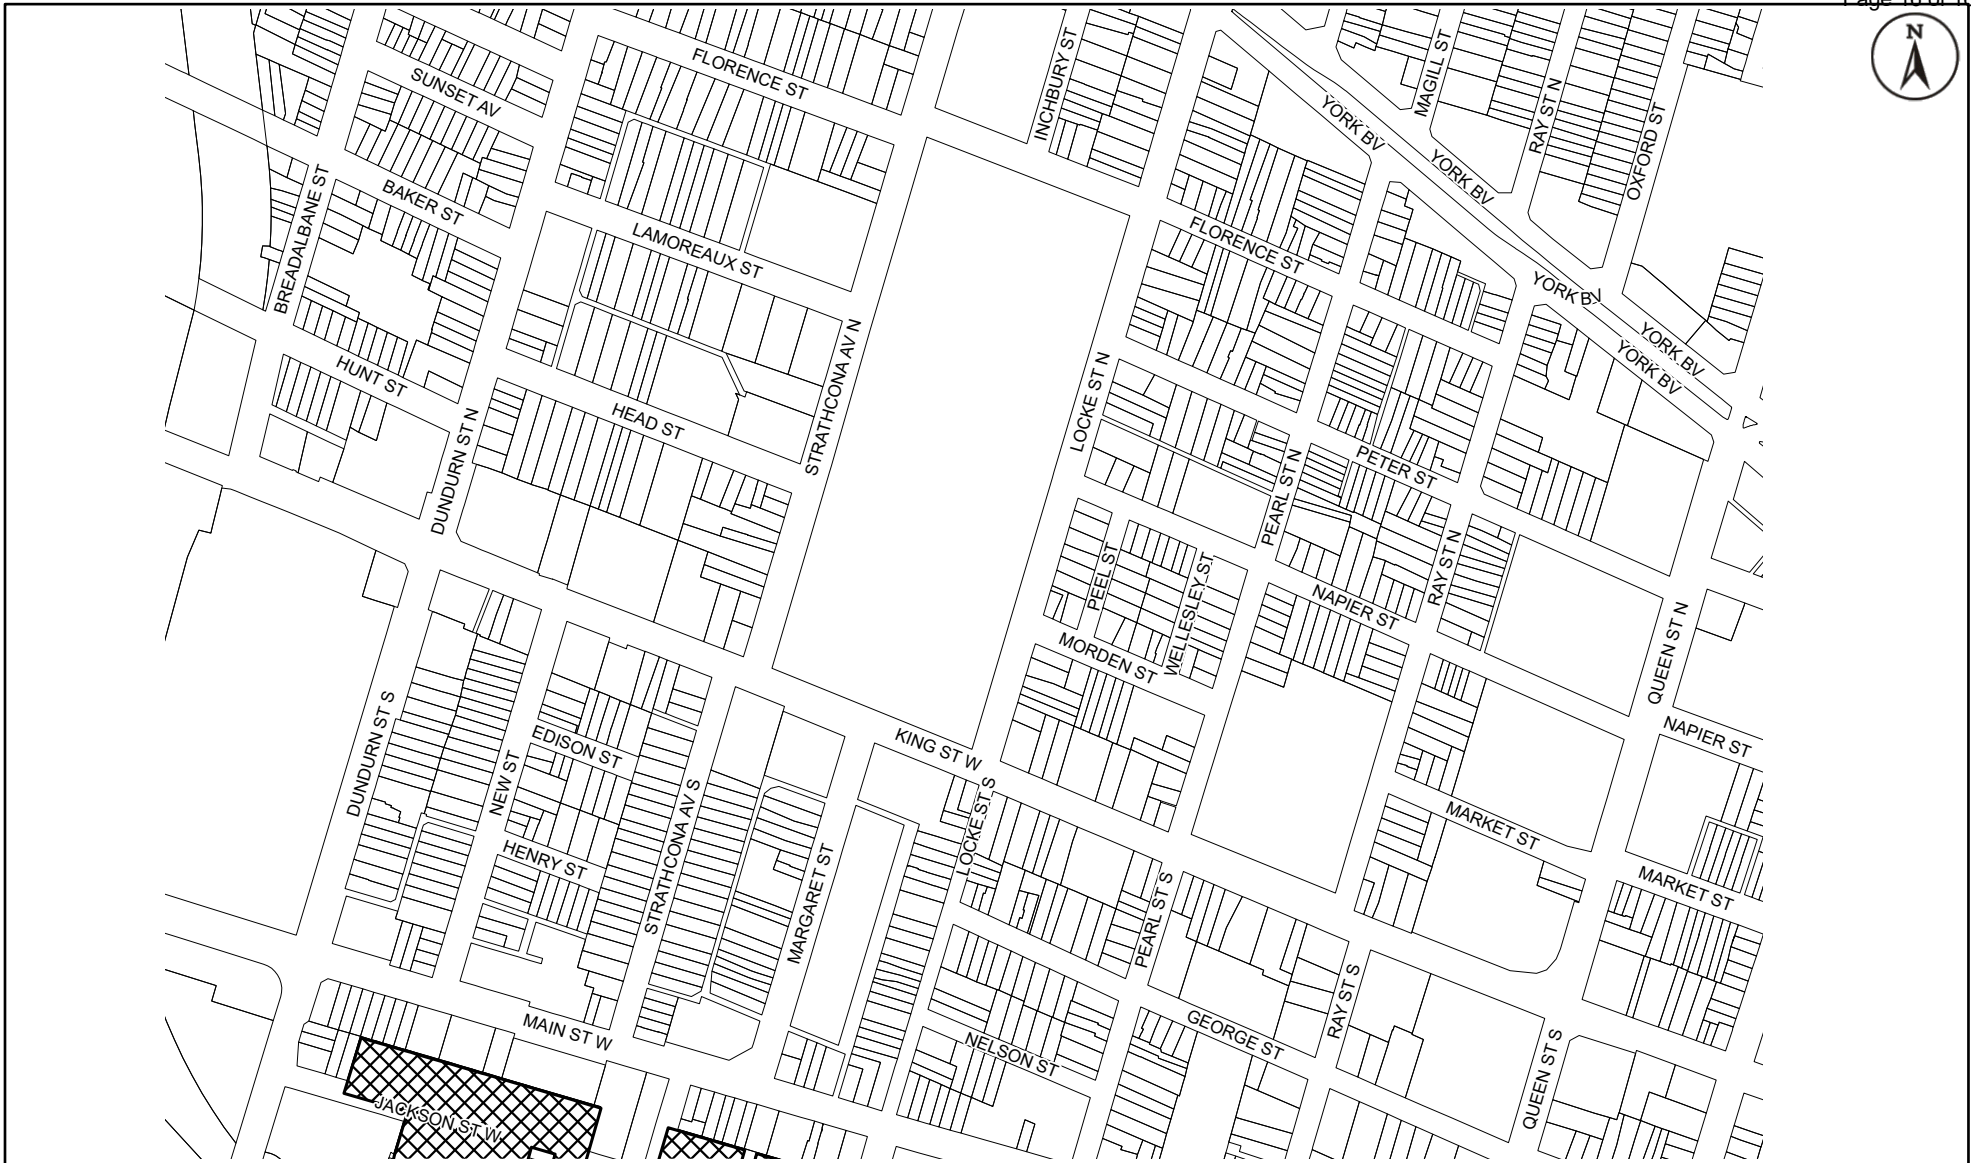 N
FLORENCE ST
SUNSET AV
INCHBURY ST
MAGILL ST
RAY ST N
OXFORD ST
YORK BV
YORK BV
BREADALBANE ST
BAKER ST
LAMOREAUX ST
FLORENCE ST
YORK BV
YORK BV
YORK BV
HUNT ST
HEAD ST
STRATHCONA AV N
LOCKE ST N
DUNDURN ST N
PEARL ST N
PETER ST
RAY ST N
PEEL ST
WELLESLEY ST
NAPIER ST
MORDEN ST
QUEEN ST N
NAPIER ST
DUNDURN ST S
EDISON ST
NEW ST
KING ST W
LOCKE ST S
STRATHCONA AV S
MARKET ST
HENRY ST
MARGARET ST
PEARL ST S
MARKET ST
RAY ST S
MAIN ST W
NELSON ST
GEORGE ST
QUEEN ST S
JACKSON ST W